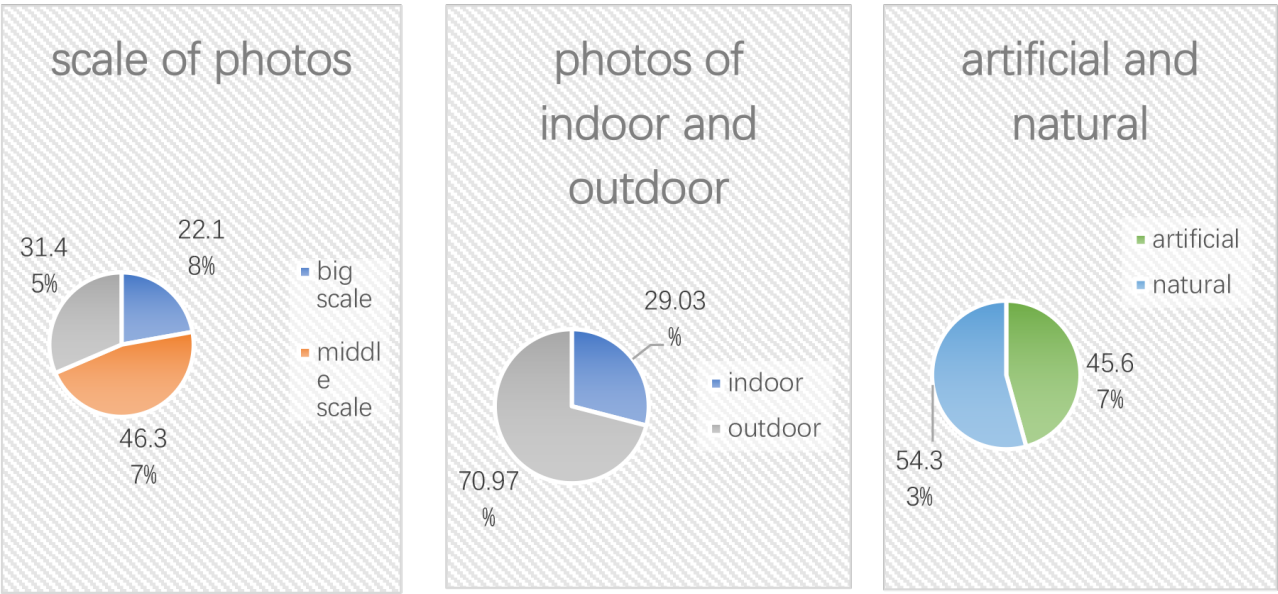 scale of photos
22.1
8%
31.4
5%
46.3
7%
big
scale
middl
e
scale
photos of
indoor and
outdoor
29.03
%
70.97
%
indoor
outdoor
artificial and
natural
artificial
natural
45.6
7%
54.3
3%